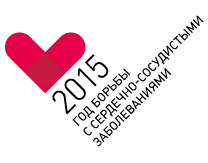 2015
ГОД БОРЬБЫ
С СЕРДЕЧНО-СОСУДИСТЫМИ
ЗАБОЛЕВАНИЯМИ